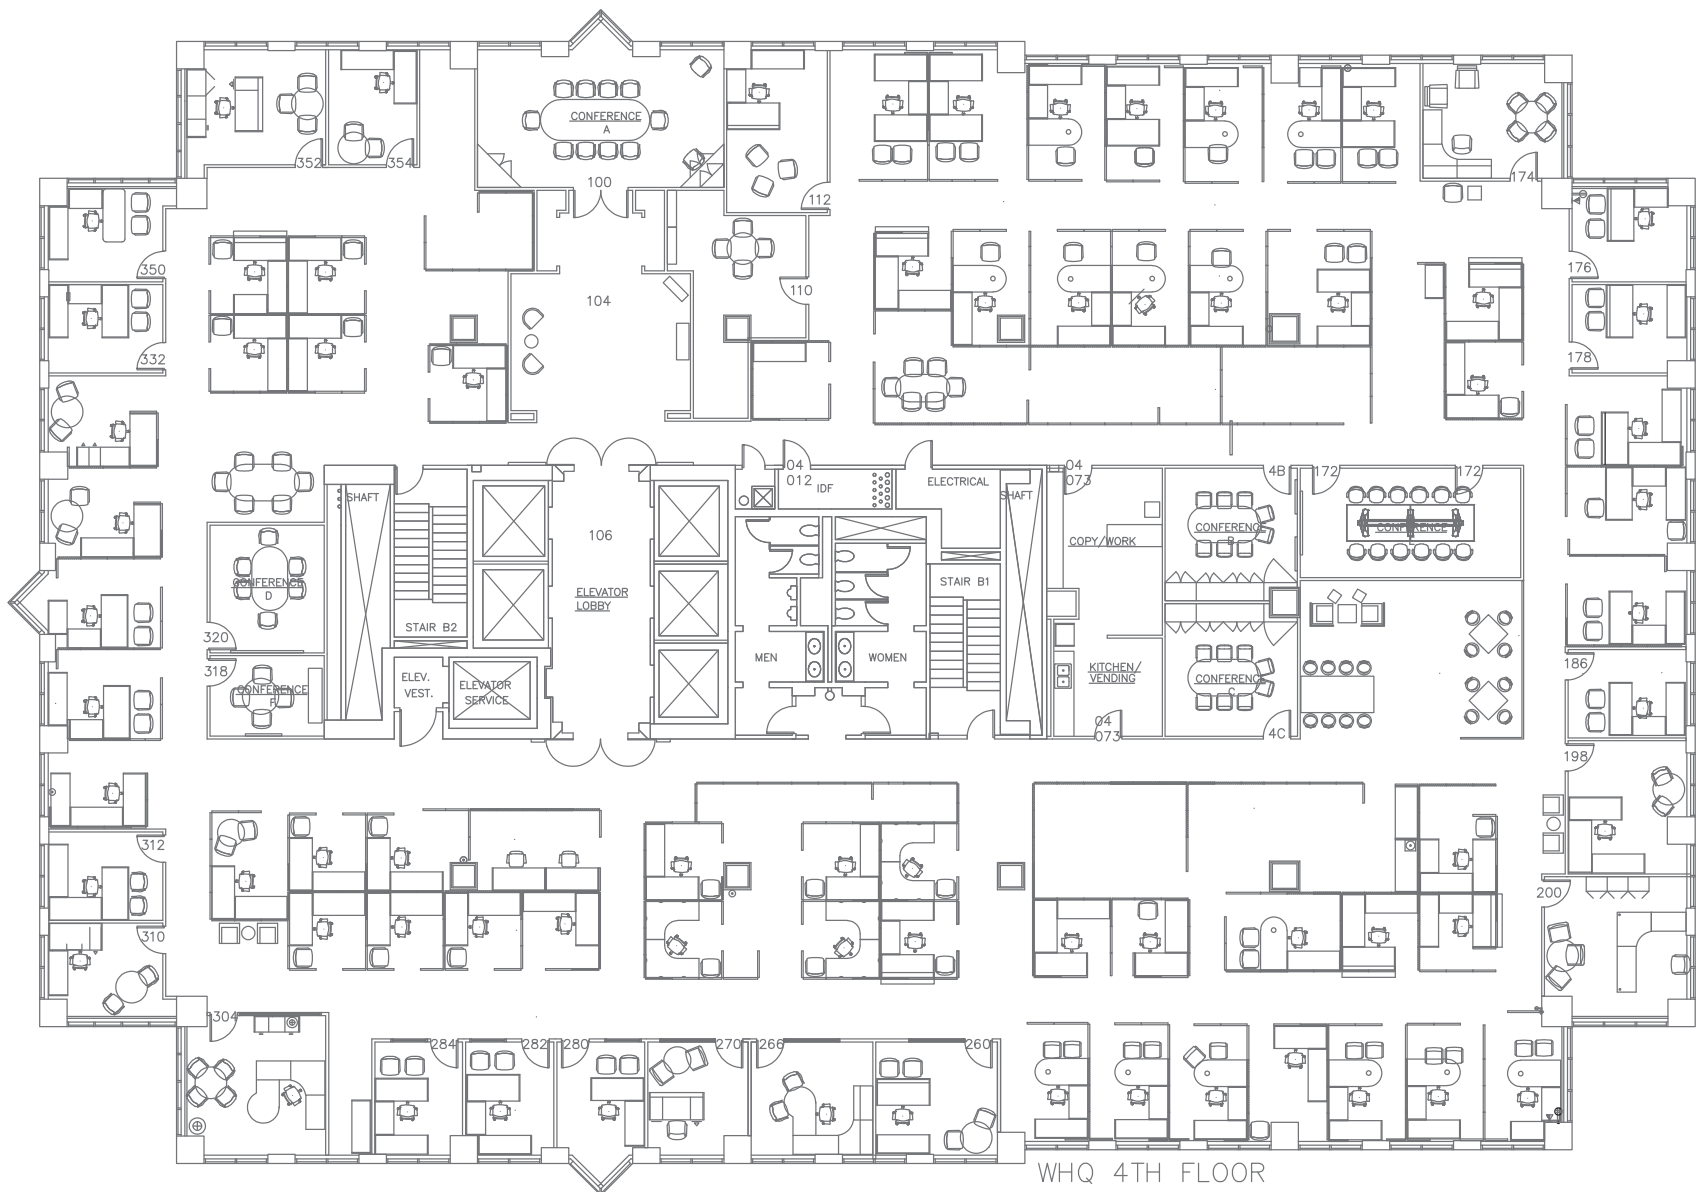 CONFERENCE
A
352
354
100
112
174
350
176
110
104
332
178
04
012
IDF
ELECTRICAL
SHAFT
SHAFT
04
073
4B
172
172
CONFERENCE
B
CONFERENCE
COPY/WORK
106
ELEVATOR
LOBBY
CONFERENCE
D
STAIR B1
STAIR B2
320
318
MEN
WOMEN
KITCHEN/
VENDING
CONFERENCE
C
186
ELEV.
VEST.
ELEVATOR
SERVICE
CONFERENCE
F
04
073
4C
198
312
200
310
304
284
282
280
270
266
260
WHQ 4TH FLOOR